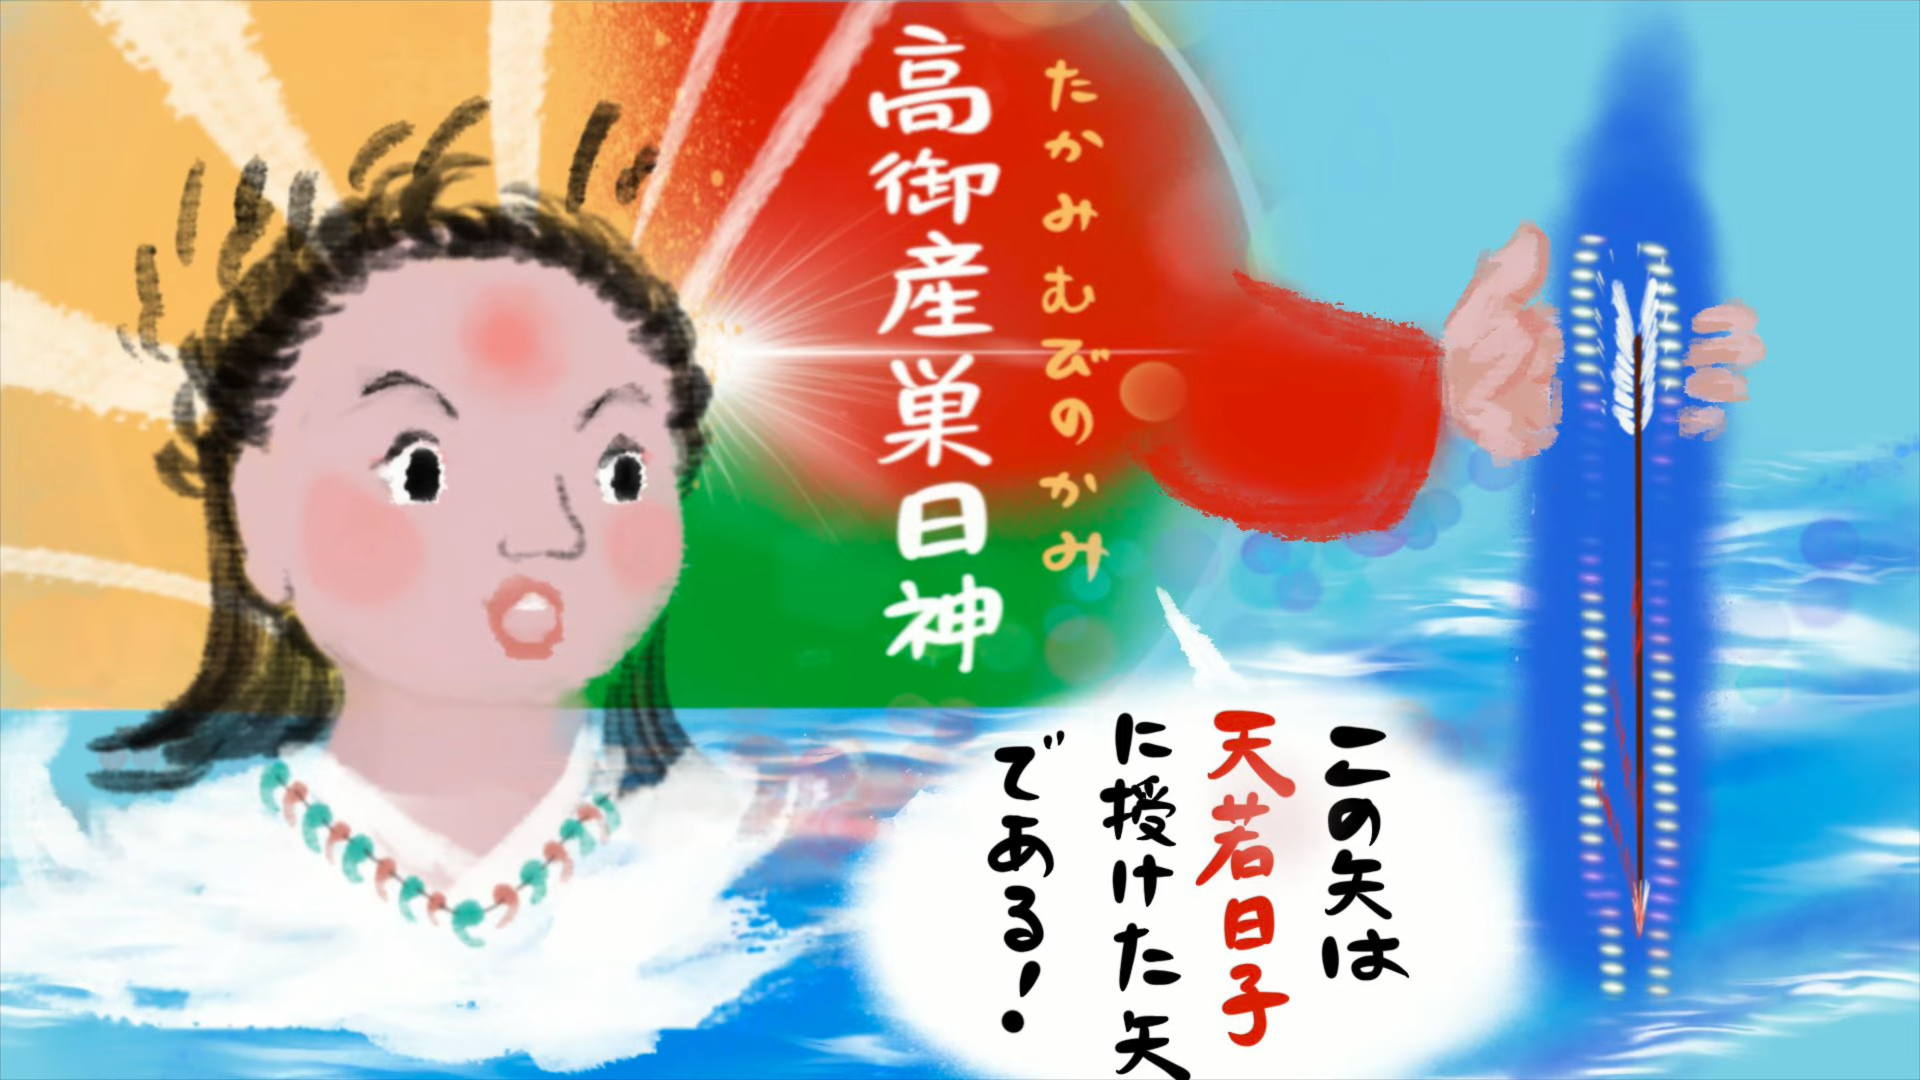 たかみむびのかみ
高御産巣日神
この矢は
天若日子
に授けた矢
である!